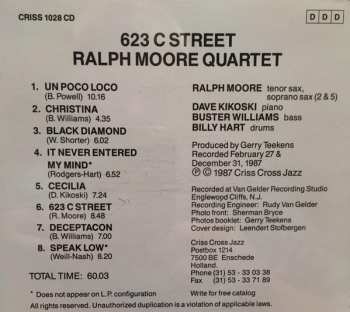 CRISS 1028 CD
D D D
623 C STREET
RALPH MOORE QUARTET
1. UN POCO LOCO
(B. Powell) 10.16
2. CHRISTINA
(B. Williams) 4.35
3. BLACK DIAMOND
(W. Shorter) 6.02
4. IT NEVER ENTERED
MY MIND*
(Rodgers-Hart) 6.52
5. CECILIA
(D. Kikoski) 7.24
6. 623 C STREET
(R. Moore) 8.48
7. DECEPTACON
(B. Williams) 7.00
8. SPEAK LOW*
(Weill-Nash) 8.20
TOTAL TIME: 60.03
RALPH MOORE tenor sax,
soprano sax (2 & 5)
DAVE KIKOSKI piano
BUSTER WILLIAMS bass
BILLY HART drums
Produced by Gerry Teekens
Recorded February 27 &
December 31, 1987
Ⓟ © 1987 Criss Cross Jazz
Recorded at Van Gelder Recording Studio
Englewood Cliffs, N.J.
Recording Engineer: Rudy Van Gelder
Photo front: Sherman Bryce
Photos booklet: Gerry Teekens
Cover design: Leendert Stofbergen
Criss Cross Jazz
Postbox 1214
7500 BE Enschede
Holland.
Phone (31) 53 - 33 03 38
Fax (31) 53 - 33 71 89
* Does not appear on L.P. configuration
Write for free catalog
All rights reserved. Unauthorized duplication is a violation of applicable laws.